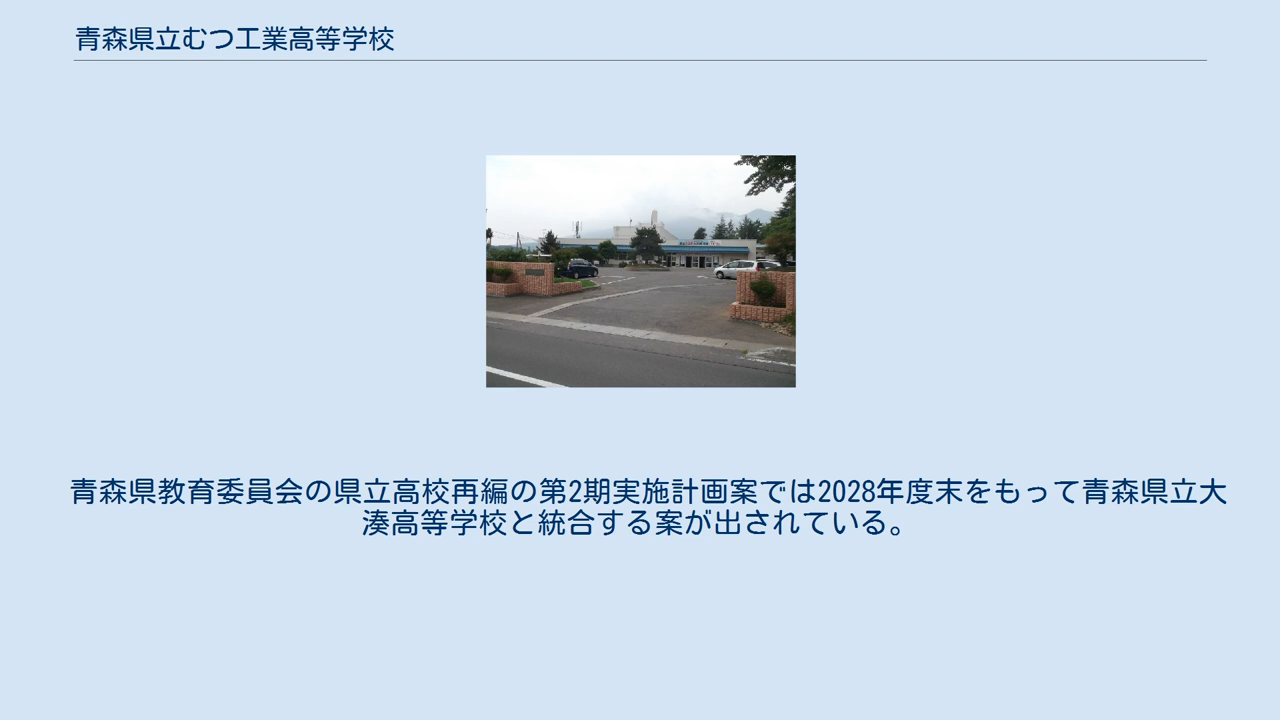 青森県立むつ工業高等学校
青森県教育委員会の県立高校再編の第2期実施計画案では2028年度末をもって青森県立大
湊高等学校と統合する案が出されている。